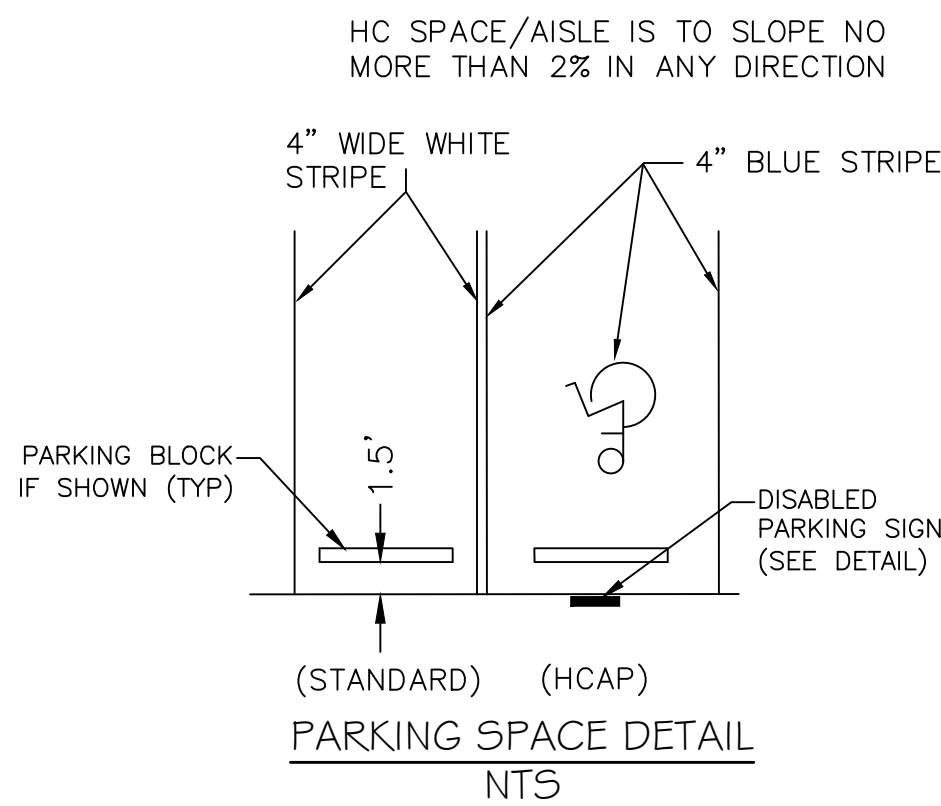 HC SPACE/AISLE IS TO SLOPE NO
MORE THAN 2% IN ANY DIRECTION
4” WIDE WHITE
STRIPE
4” BLUE STRIPE
1.5'
PARKING BLOCK
IF SHOWN (TYP)
DISABLED
PARKING SIGN
(SEE DETAIL)
(STANDARD)
(HCAP)
PARKING SPACE DETAIL
NTS